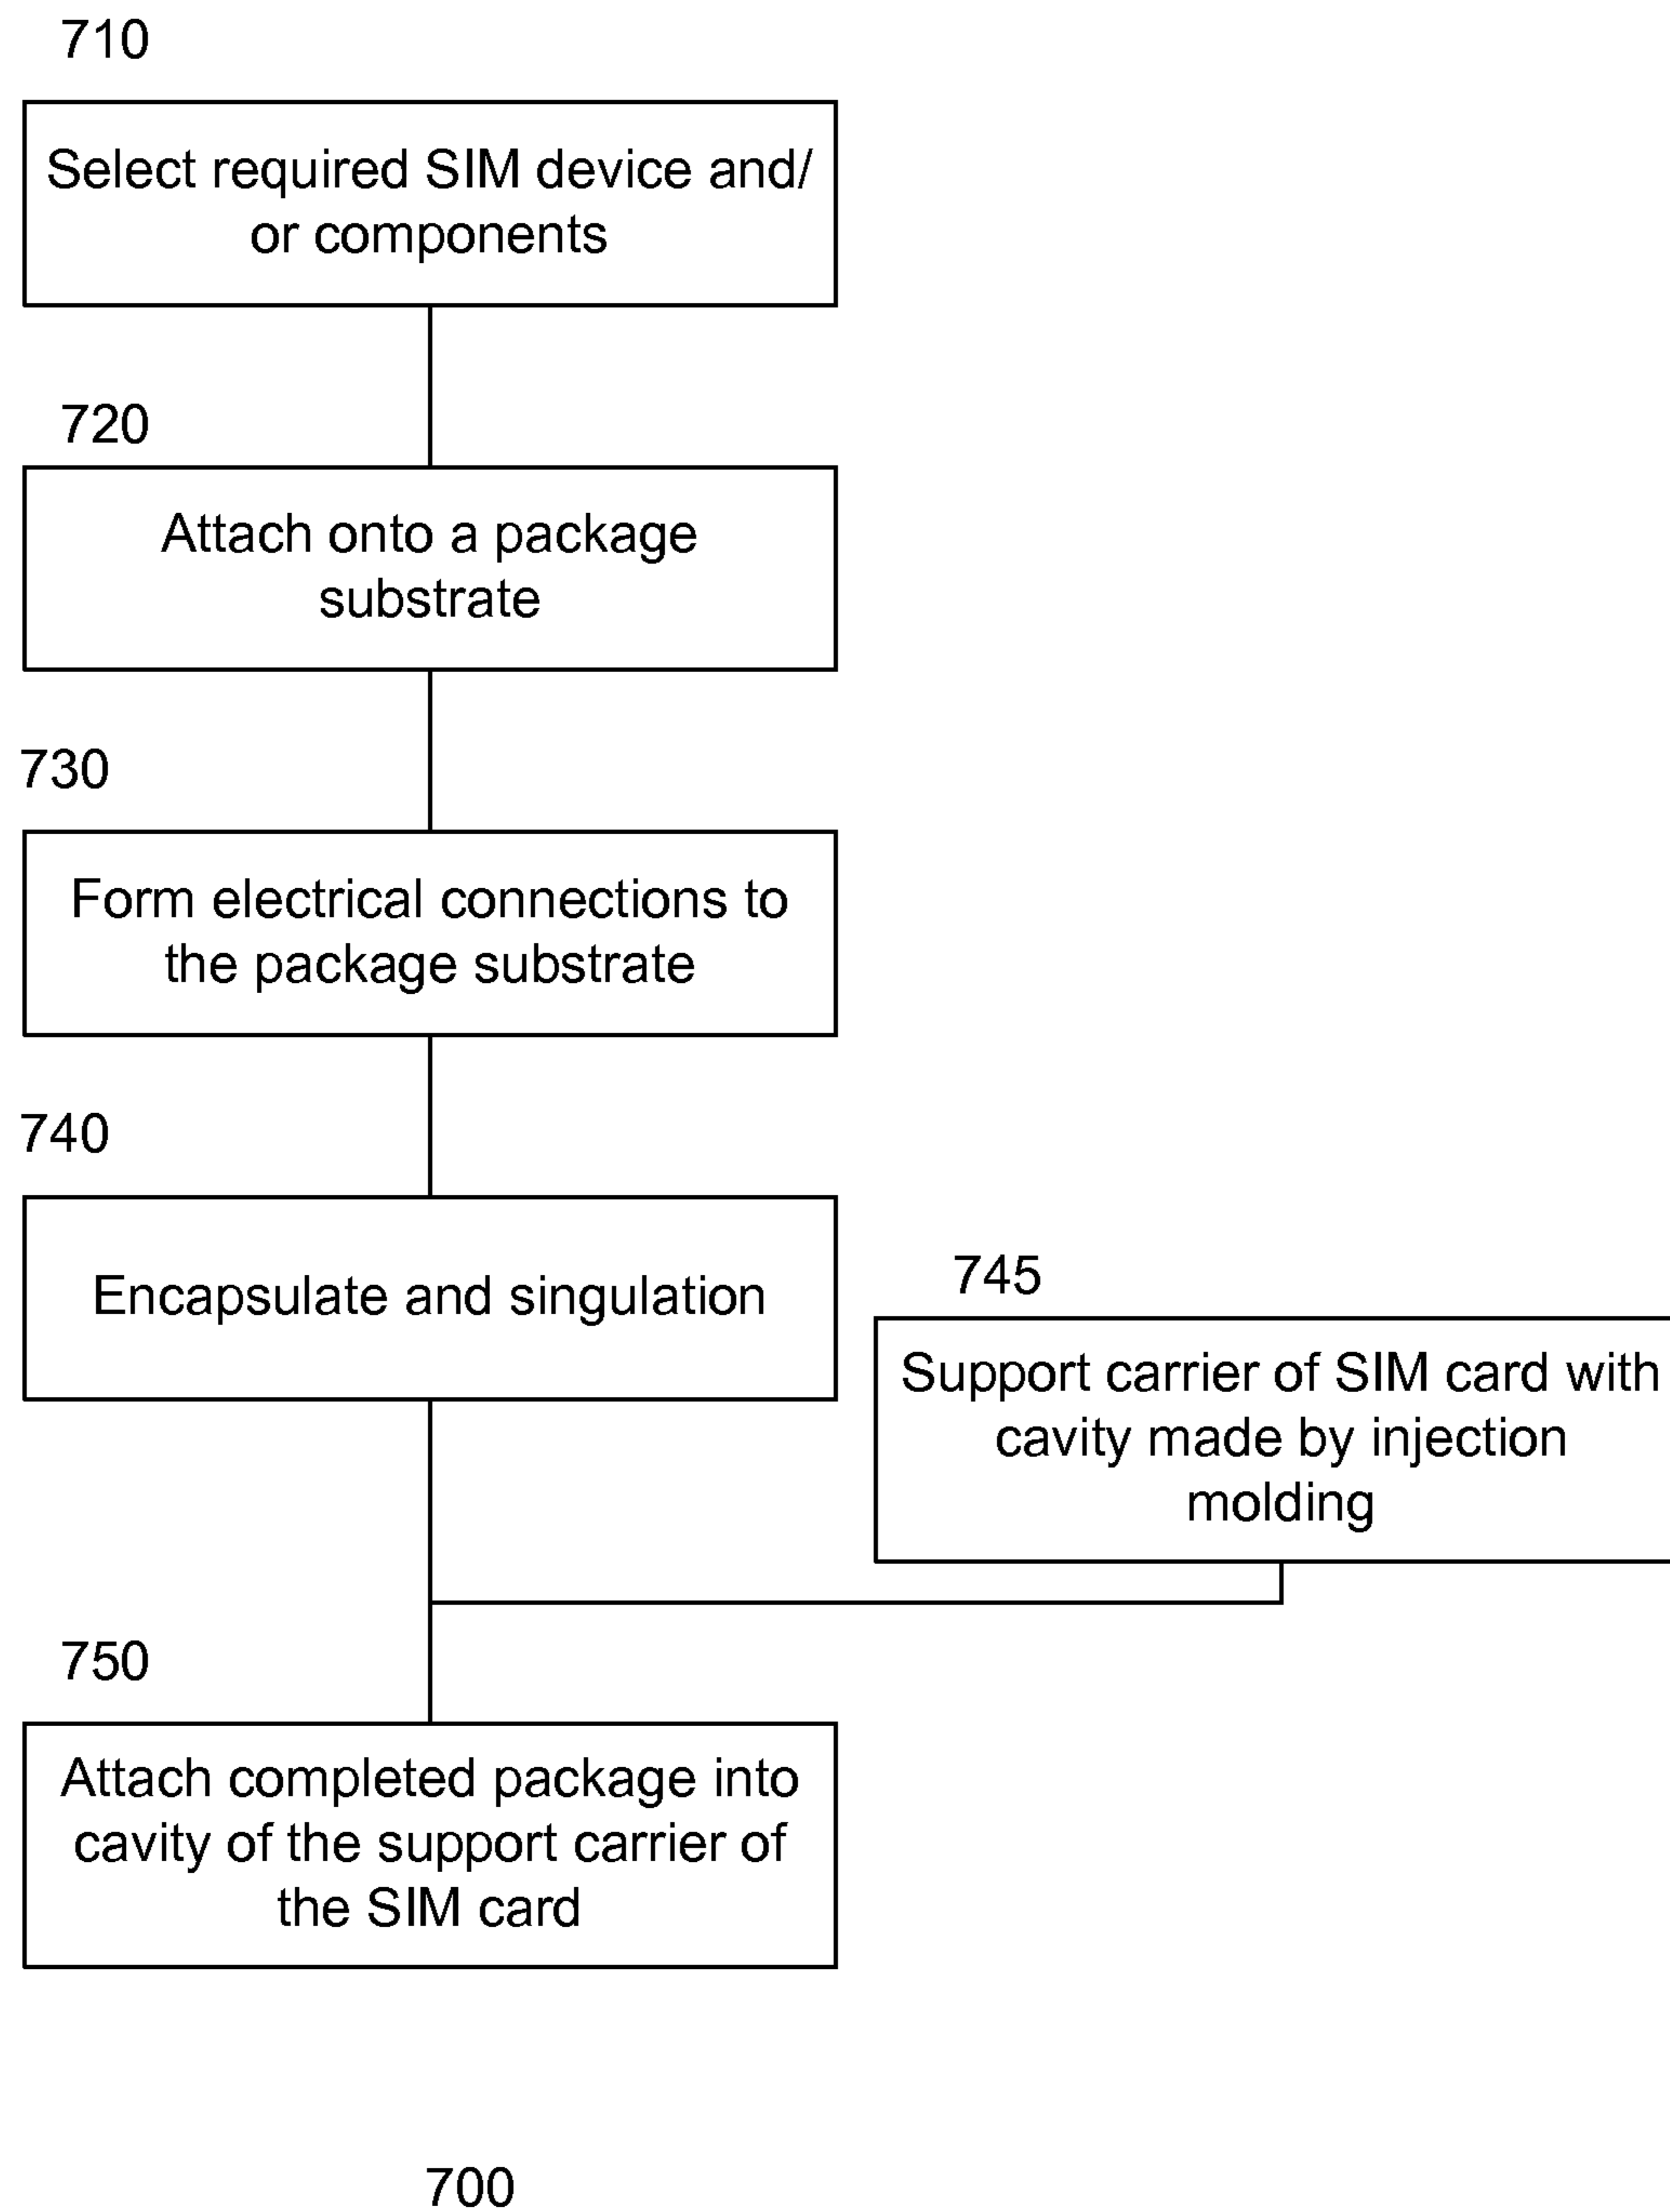 710
Select required SIM device and/
or components
720
Attach onto a package
substrate
730
Form electrical connections to
the package substrate
740
Encapsulate and singulation
745
Support carrier of SIM card with
cavity made by injection
molding
750
Attach completed package into
cavity of the support carrier of
the SIM card
700